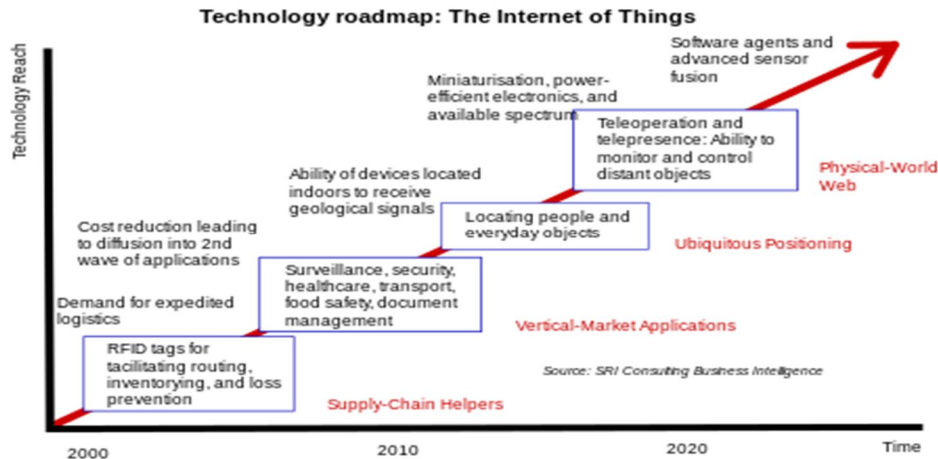 Technology roadmap: The Internet of Things
Technology Reach
Software agents and
advanced sensor
fusion
Miniaturisation, power-
efficient electronics, and
available spectrum
Teleoperation and
telepresence: Ability to
monitor and control
distant objects
Physical-World
Web
Ability of devices located
indoors to receive
geological signals
Locating people and
everyday objects
Ubiquitous Positioning
Cost reduction leading
to diffusion into 2nd
wave of applications
Surveillance, security,
healthcare, transport,
food safety, document
management
Vertical-Market Applications
Demand for expedited
logistics
RFID tags for
tacilitating routing,
inventorying, and loss
prevention
Supply-Chain Helpers
Source: SRI Consulting Business Intelligence
2000
2010
2020
Time